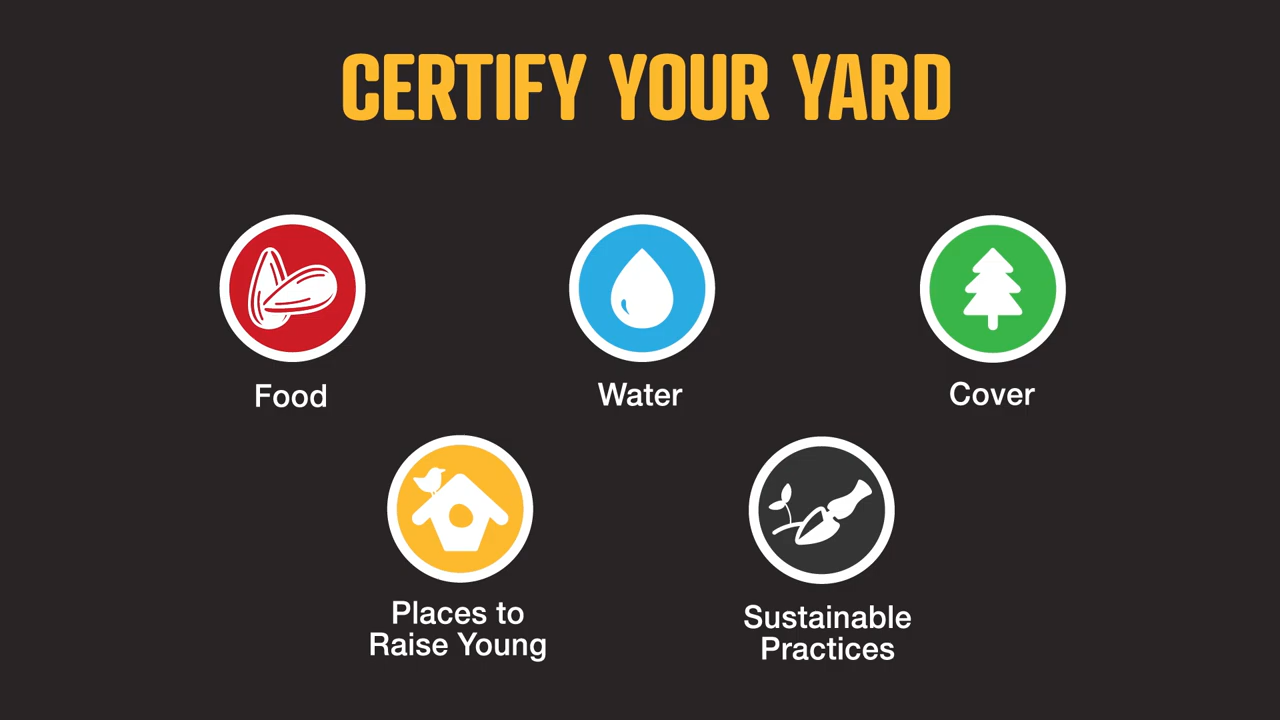 CERTIFY YOUR YARD
Food
Water
Cover
Places to
Raise Young
Sustainable
Practices